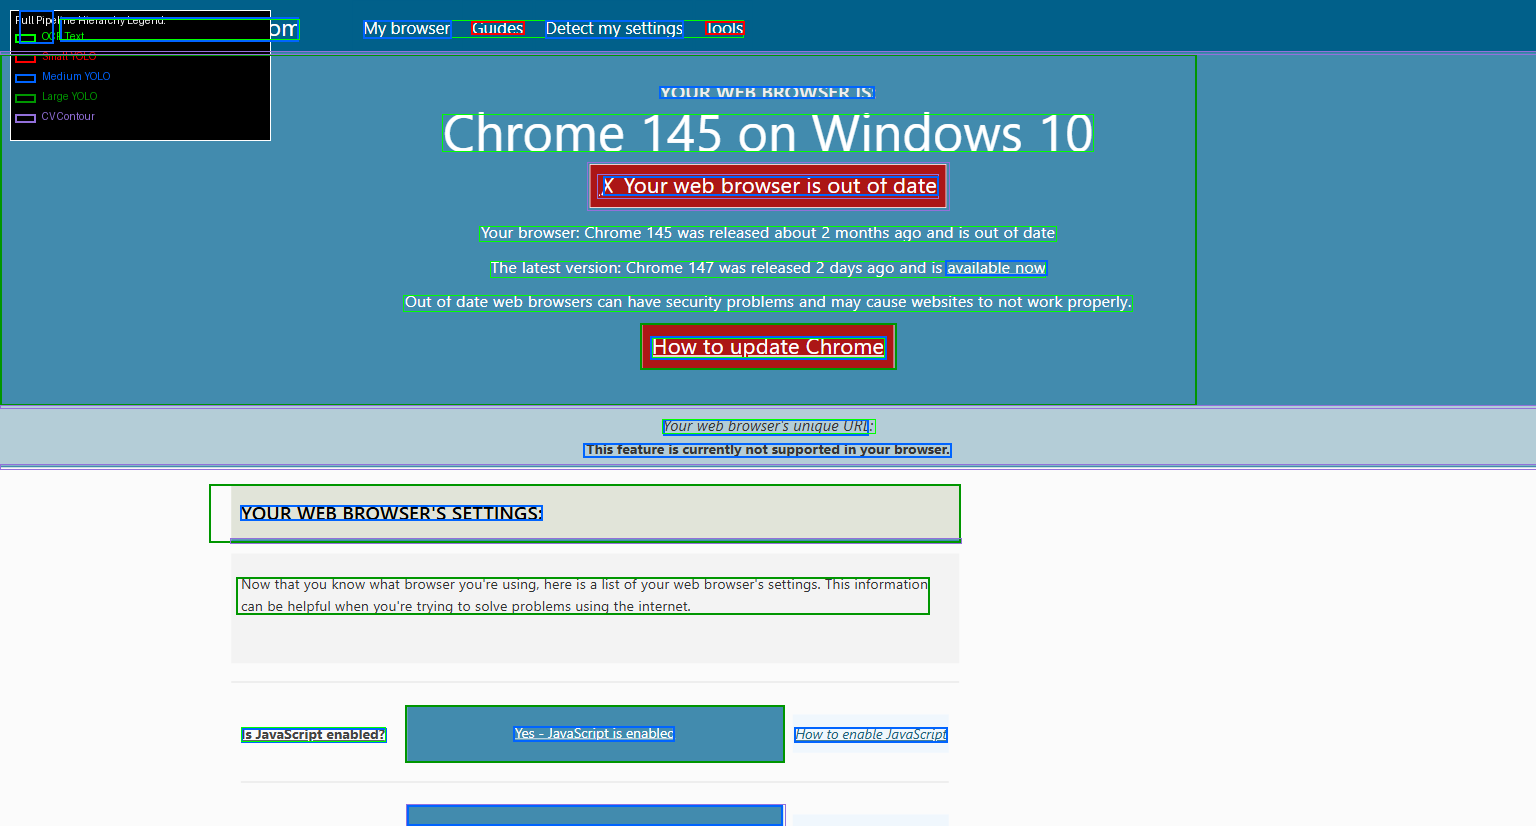 Full Pipeline Hierarchy Legend:
OCR Text
Small YOLO
Medium YOLO
Large YOLO
CV Contour
om
My browser Guides Detect my settings Tools
YOUR WEB BROWSER IS:
Chrome 145 on Windows 10
X Your web browser is out of date
Your browser: Chrome 145 was released about 2 months ago and is out of date
The latest version: Chrome 147 was released 2 days ago and is available now
Out of date web browsers can have security problems and may cause websites to not work properly.
How to update Chrome
Your web browser's unique URL:
This feature is currently not supported in your browser.
YOUR WEB BROWSER'S SETTINGS:
Now that you know what browser you're using, here is a list of your web browser's settings. This information
can be helpful when you're trying to solve problems using the internet.
Is JavaScript enabled?
Yes - JavaScript is enabled
How to enable JavaScript